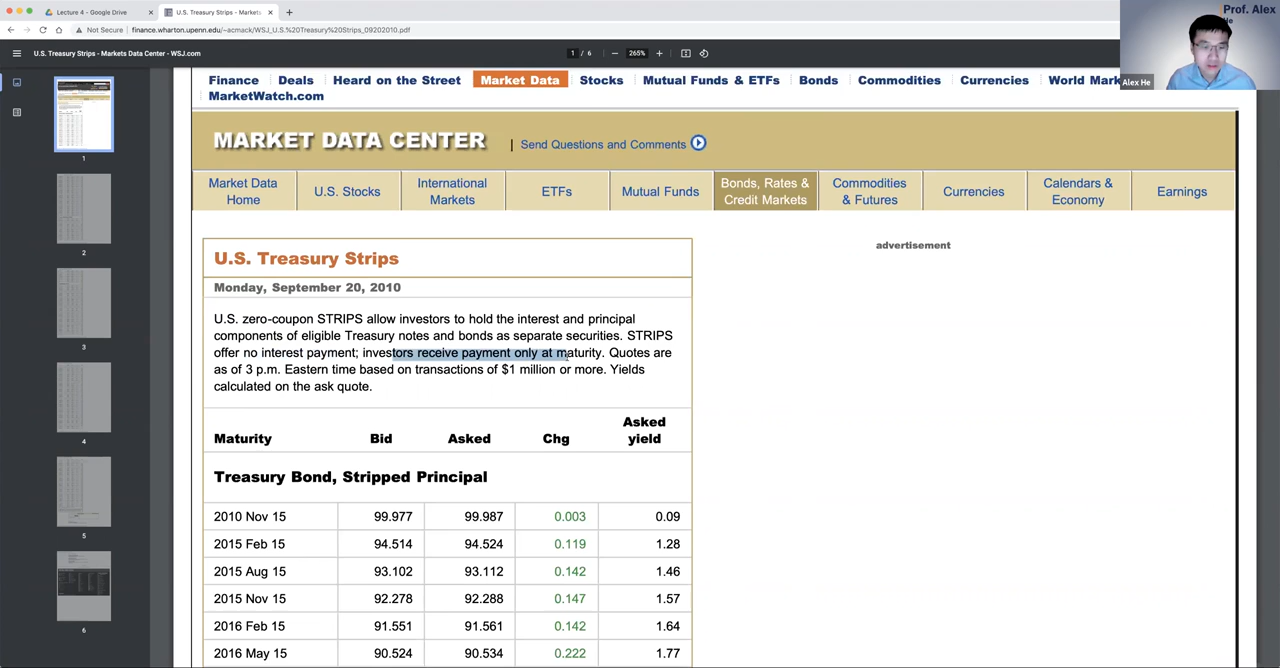 Lecture 4 - Google Drive
U.S. Treasury Strips - Markets
Not Secure | finance.wharton.upenn.edu/~acmack/WSJ_U.S.%20Treasury%20Strips_09202010.pdf
Prof. Alex
He
Alex He
U.S. Treasury Strips - Markets Data Center - WSJ.com
1 / 6
265%
1
2
3
4
5
6
Finance Deals Heard on the Street Market Data Stocks Mutual Funds & ETFs Bonds Commodities Currencies World Mark
MarketWatch.com
MARKET DATA CENTER | Send Questions and Comments
Market Data Home U.S. Stocks International Markets ETFs Mutual Funds Bonds, Rates & Credit Markets Commodities & Futures Currencies Calendars & Economy Earnings
advertisement
U.S. Treasury Strips
Monday, September 20, 2010
U.S. zero-coupon STRIPS allow investors to hold the interest and principal
components of eligible Treasury notes and bonds as separate securities. STRIPS
offer no interest payment; investors receive payment only at maturity. Quotes are
as of 3 p.m. Eastern time based on transactions of $1 million or more. Yields
calculated on the ask quote.
Maturity Bid Asked Chg Asked yield
Treasury Bond, Stripped Principal
2010 Nov 15 99.977 99.987 0.003 0.09
2015 Feb 15 94.514 94.524 0.119 1.28
2015 Aug 15 93.102 93.112 0.142 1.46
2015 Nov 15 92.278 92.288 0.147 1.57
2016 Feb 15 91.551 91.561 0.142 1.64
2016 May 15 90.524 90.534 0.222 1.77